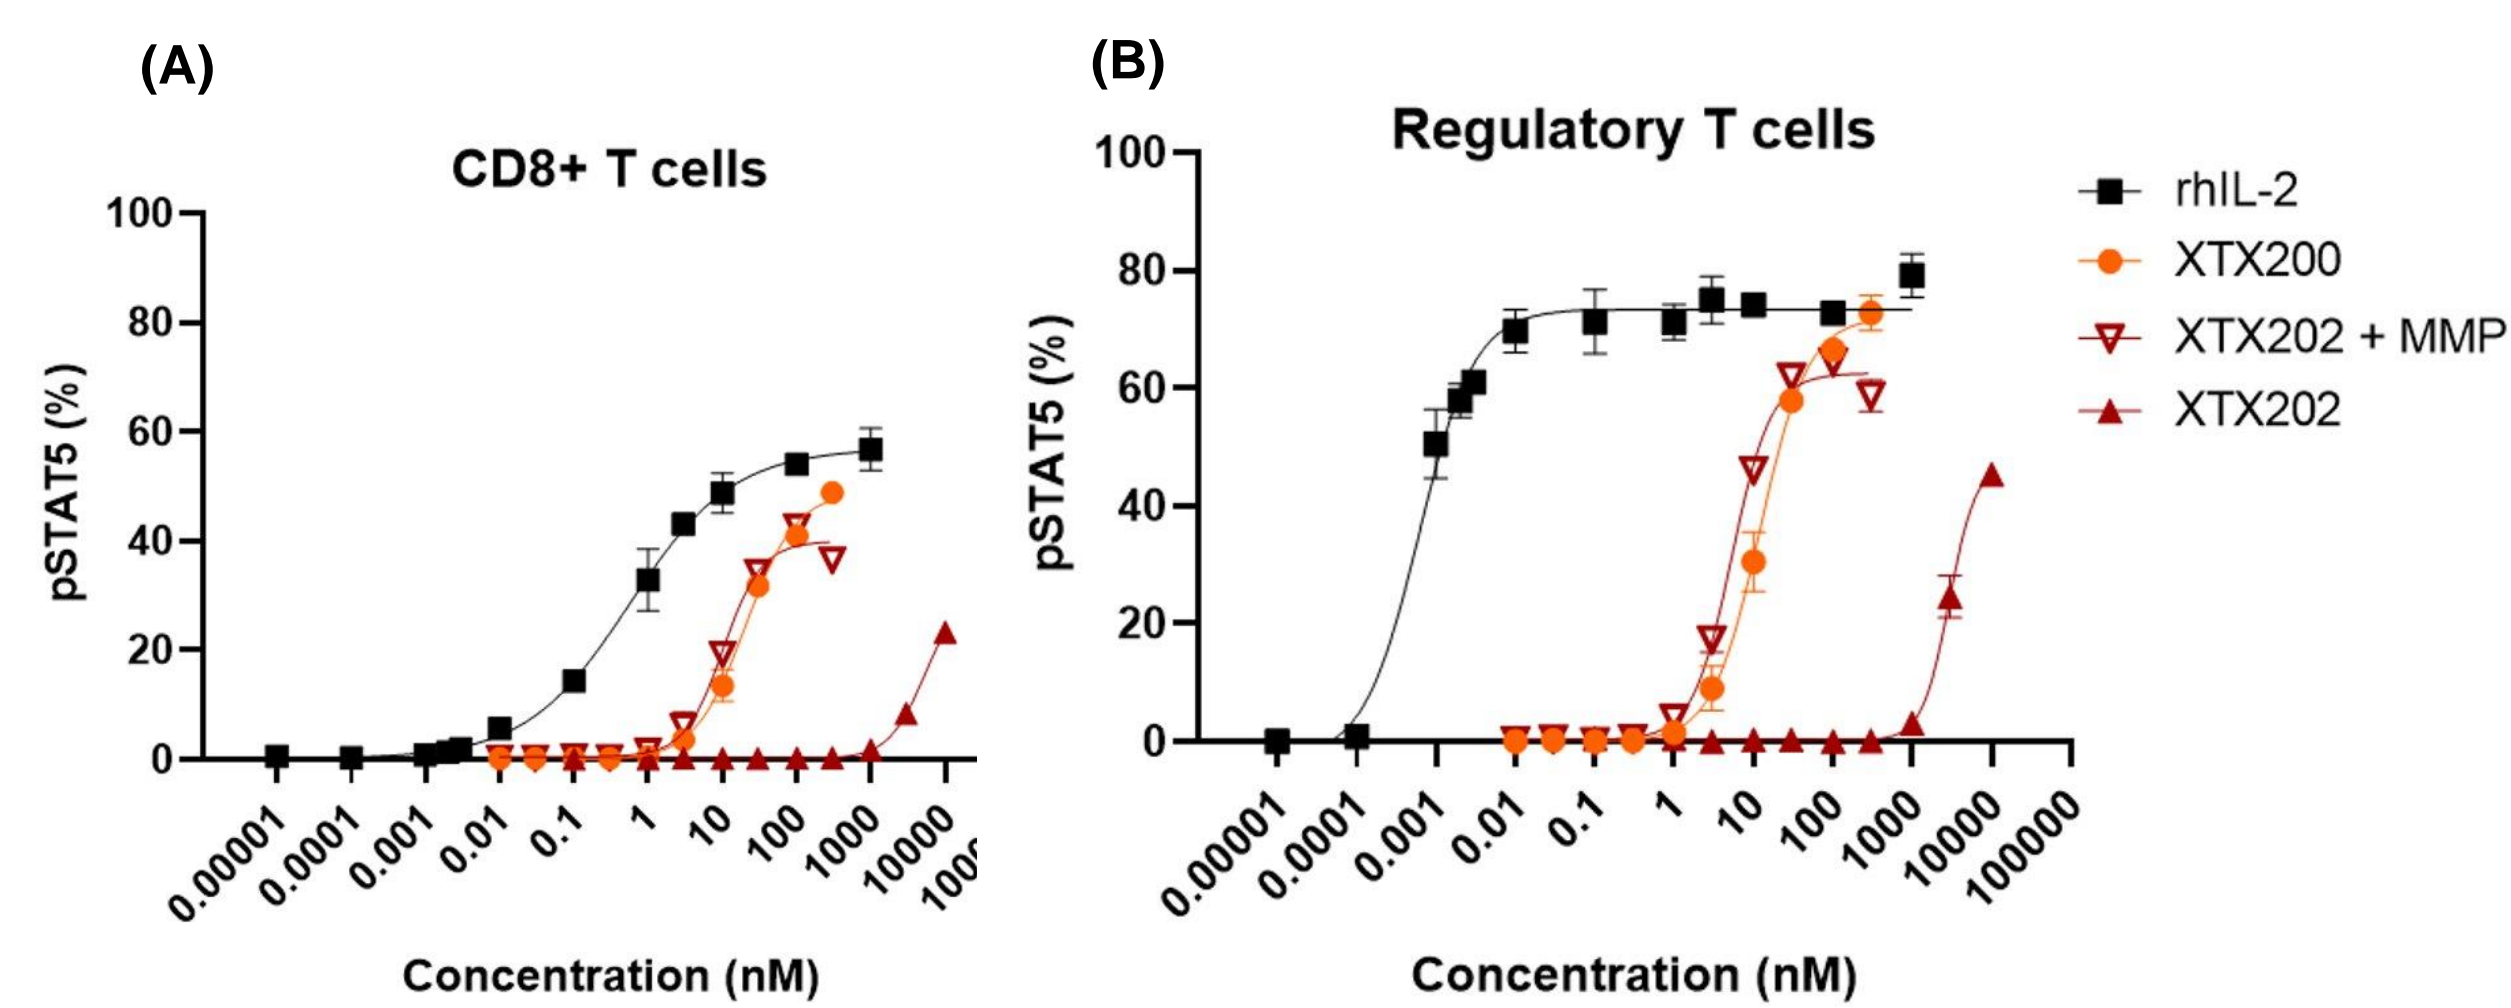 (A)
CD8+ T cells
pSTAT5 (%)
100
80
60
40
20
0
0.00001
0.0001
0.001
0.01
0.1
1
10
100
1000
10000
Concentration (nM)
(B)
Regulatory T cells
pSTAT5 (%)
100
80
60
40
20
0
0.00001
0.0001
0.001
0.01
0.1
1
10
100
1000
10000
100000
Concentration (nM)
rhIL-2
XTX200
XTX202 + MMP
XTX202